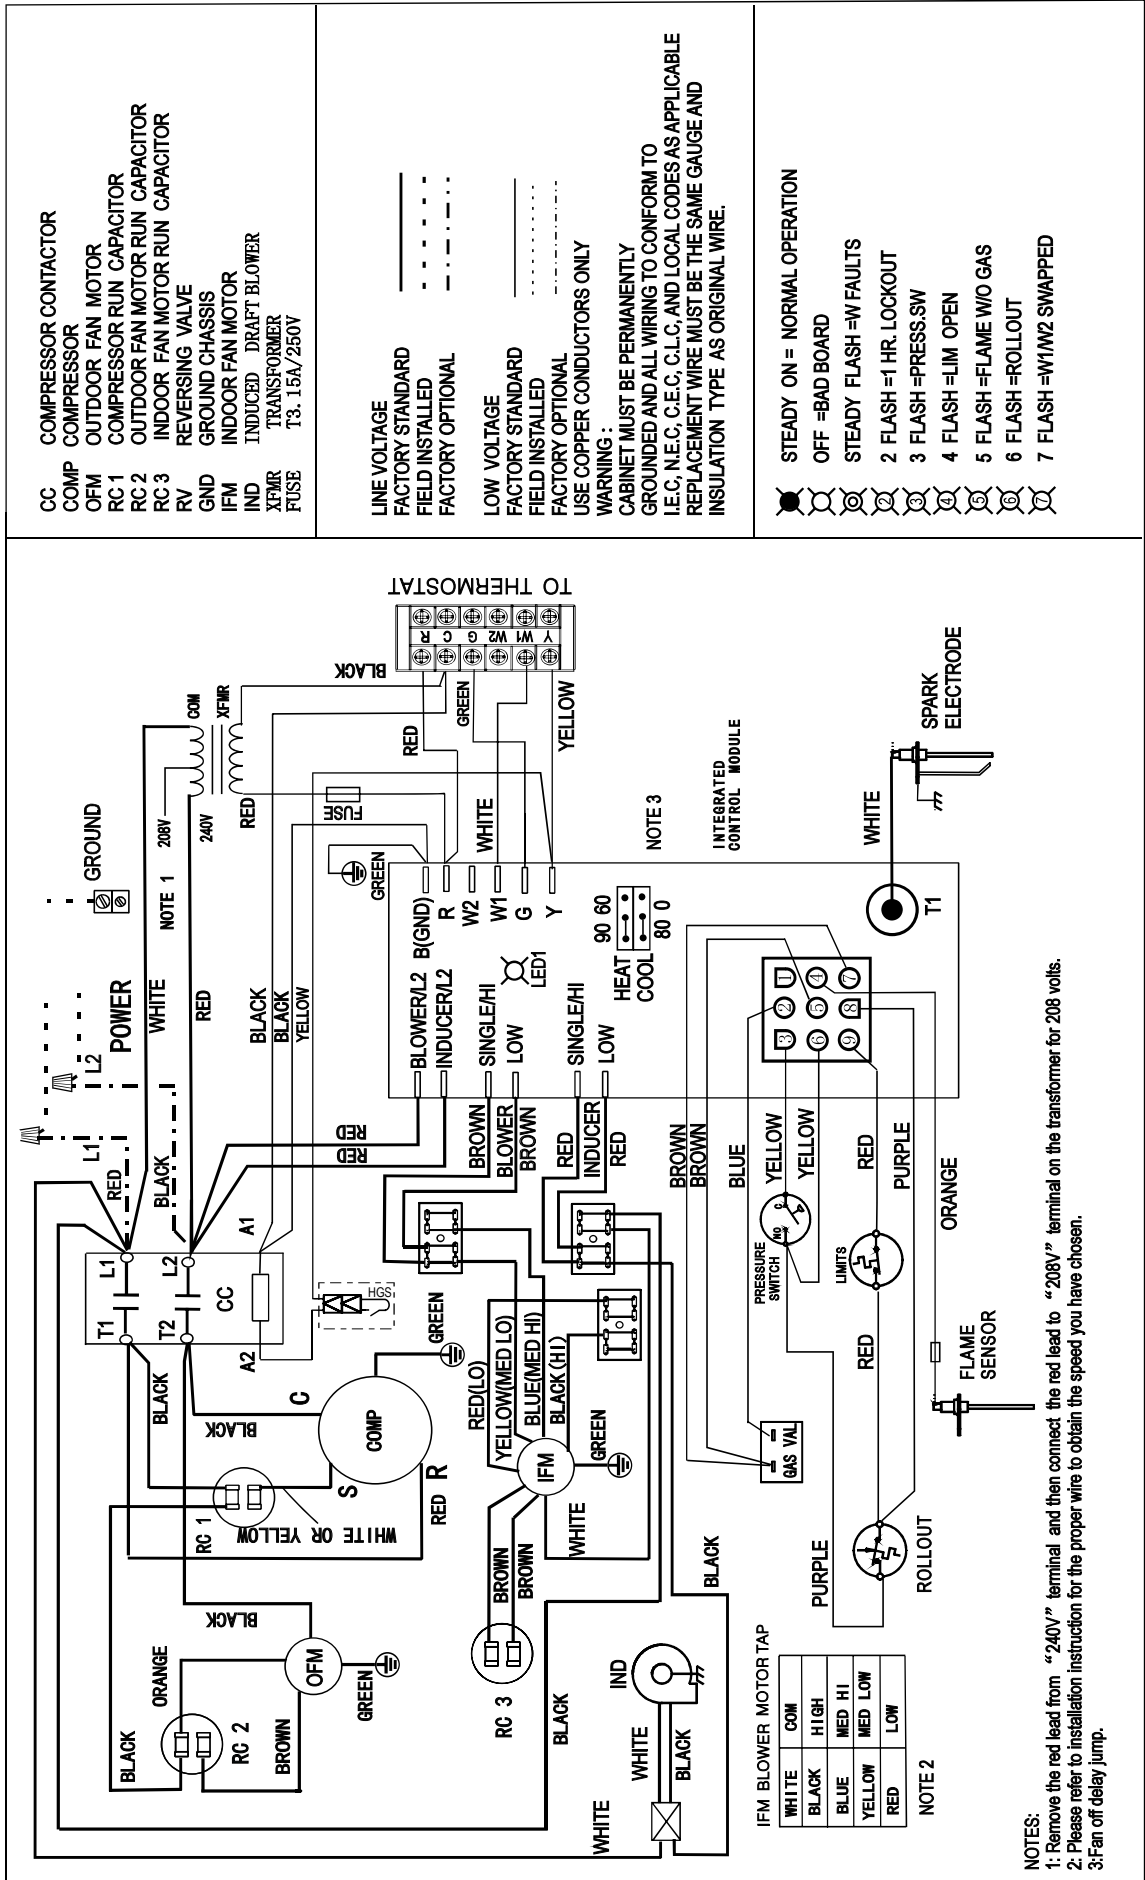 CC COMPRESSOR CONTACTOR
COMP COMPRESSOR
OFM OUTDOOR FAN MOTOR
RC 1 COMPRESSOR RUN CAPACITOR
RC 2 OUTDOOR FAN MOTOR RUN CAPACITOR
RC 3 INDOOR FAN MOTOR RUN CAPACITOR
RV REVERSING VALVE
GND GROUND CHASSIS
IFM INDOOR FAN MOTOR
IND INDUCED DRAFT BLOWER
XFMR TRANSFORMER
FUSE T3. 15A/250V
LINE VOLTAGE
FACTORY STANDARD
FIELD INSTALLED
FACTORY OPTIONAL
LOW VOLTAGE
FACTORY STANDARD
FIELD INSTALLED
FACTORY OPTIONAL
USE COPPER CONDUCTORS ONLY
WARNING :
CABINET MUST BE PERMANENTLY
GROUNDED AND ALL WIRING TO CONFORM TO
I.E.C, N.E.C, C.E.C, C.L.C, AND LOCAL CODES AS APPLICABLE
REPLACEMENT WIRE MUST BE THE SAME GAUGE AND
INSULATION TYPE AS ORIGINAL WIRE.
STEADY ON = NORMAL OPERATION
OFF =BAD BOARD
STEADY FLASH =W FAULTS
2 2 FLASH =1 HR. LOCKOUT
3 3 FLASH =PRESS.SW
4 4 FLASH =LIM OPEN
5 5 FLASH =FLAME W/O GAS
6 6 FLASH =ROLLOUT
7 7 FLASH =W1/W2 SWAPPED
L1
L2
POWER
GROUND
RED
BLACK
WHITE
RED
NOTE 1
208V
240V
COM
XFMR
RED
BLACK
FUSE
TO THERMOSTAT
R
C
G
W2
W1
Y
RED
GREEN
YELLOW
WHITE
GREEN
BLACK
BLACK
YELLOW
L1
L2
T1
T2
CC
A1
A2
HGS
RED
RED
BLACK
BLACK
C
COMP
S
R
GREEN
RED
RC 1
WHITE OR YELLOW
BLACK
ORANGE
BLACK
RC 2
BROWN
OFM
GREEN
BLOWER/L2
INDUCER/L2
SINGLE/HI
LOW
SINGLE/HI
LOW
B(GND)
R
W2
W1
G
Y
LED1
HEAT
COOL
90 60
80 0
NOTE 3
INTEGRATED
CONTROL MODULE
BROWN
BLOWER
BROWN
RED
INDUCER
RED
RED(LO)
YELLOW(MED LO)
BLUE(MED HI)
BLACK (HI)
IFM
GREEN
WHITE
BROWN
BROWN
RC 3
BLACK
BLACK
IND
WHITE
BLACK
WHITE
BROWN
BROWN
BLUE
YELLOW
YELLOW
RED
PURPLE
ORANGE
1
2
3
4
5
6
7
8
9
T1
WHITE
SPARK
ELECTRODE
C
NO
PRESSURE
SWITCH
LIMITS
RED
FLAME
SENSOR
GAS VAL
PURPLE
ROLLOUT
IFM BLOWER MOTOR TAP
WHITE COM
BLACK HIGH
BLUE MED HI
YELLOW MED LOW
RED LOW
NOTE 2
NOTES:
1: Remove the red lead from “240V” terminal and then connect the red lead to “208V” terminal on the transformer for 208 volts.
2: Please refer to installation instruction for the proper wire to obtain the speed you have chosen.
3:Fan off delay jump.